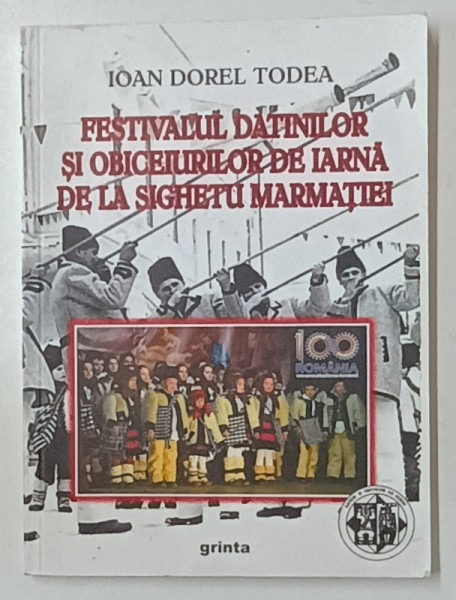 IOAN DOREL TODEA
FESTIVALUL DATINILOR
ȘI OBICEIURILOR DE IARNĂ
DE LA SIGHETU MARMAȚIEI
100
ROMÂNIA
grinta